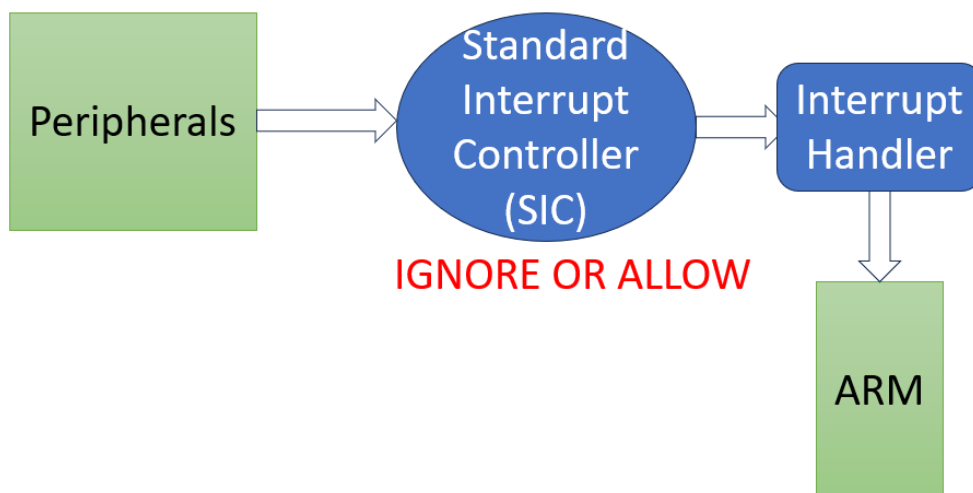 Peripherals
Standard
Interrupt
Controller
(SIC)
Interrupt
Handler
IGNORE OR ALLOW
ARM